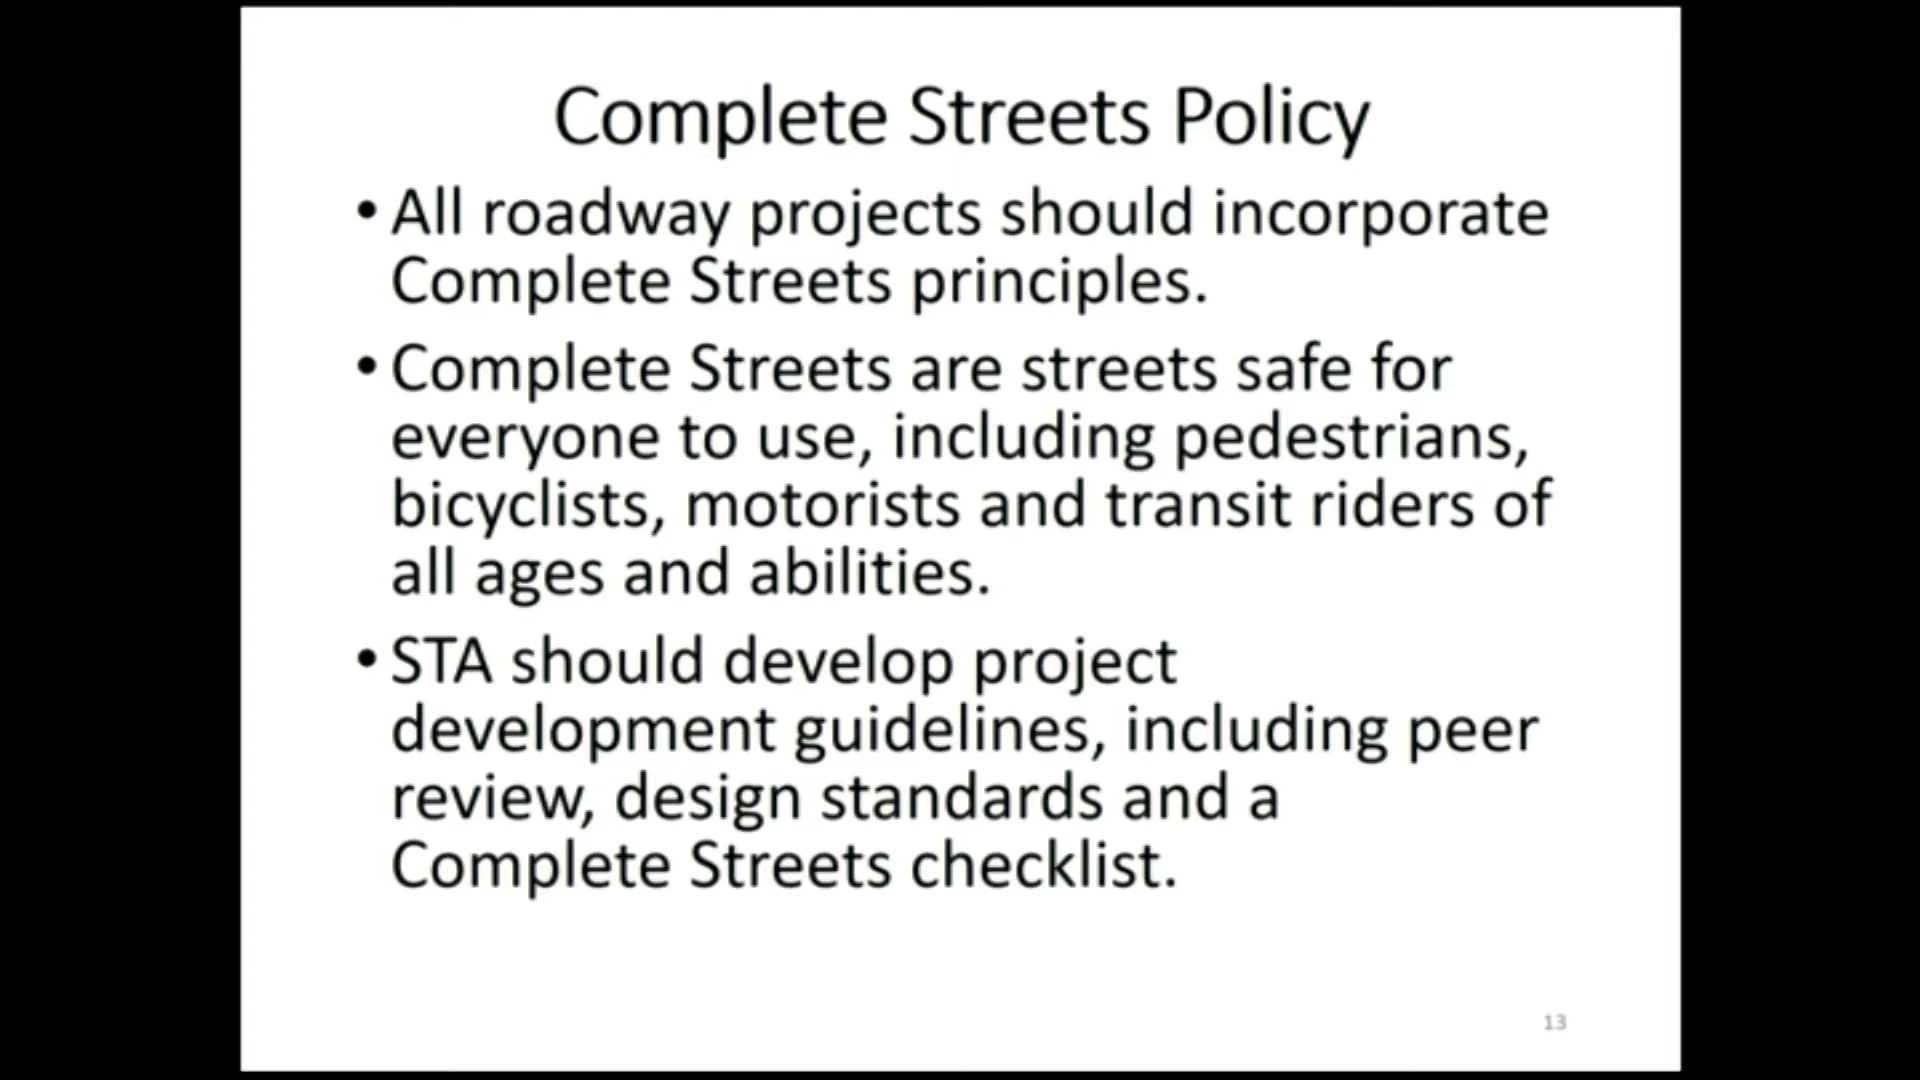 Complete Streets Policy
• All roadway projects should incorporate
Complete Streets principles.
• Complete Streets are streets safe for
everyone to use, including pedestrians,
bicyclists, motorists and transit riders of
all ages and abilities.
• STA should develop project
development guidelines, including peer
review, design standards and a
Complete Streets checklist.
13